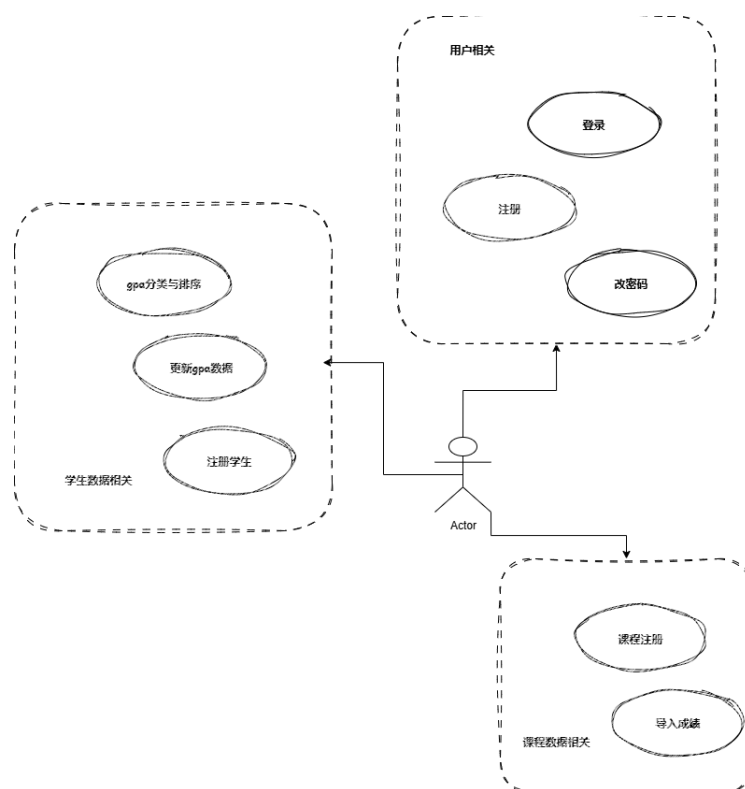 用户相关
登录
注册
改密码
gpa分类与排序
更新gpa数据
注册学生
学生数据相关
Actor
课程注册
导入成绩
课程数据相关